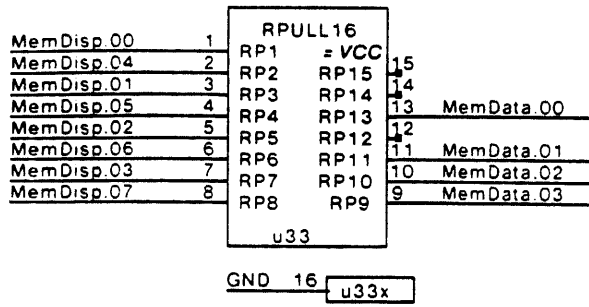 RPULL16
MemDisp.00 1 RP1 = VCC
MemDisp.04 2 RP2 RP15 15
MemDisp.01 3 RP3 RP14 14
MemDisp.05 4 RP4 RP13 13 MemData.00
MemDisp.02 5 RP5 RP12 12
MemDisp.06 6 RP6 RP11 11 MemData.01
MemDisp.03 7 RP7 RP10 10 MemData.02
MemDisp.07 8 RP8 RP9 9 MemData.03
u33
GND 16 u33x